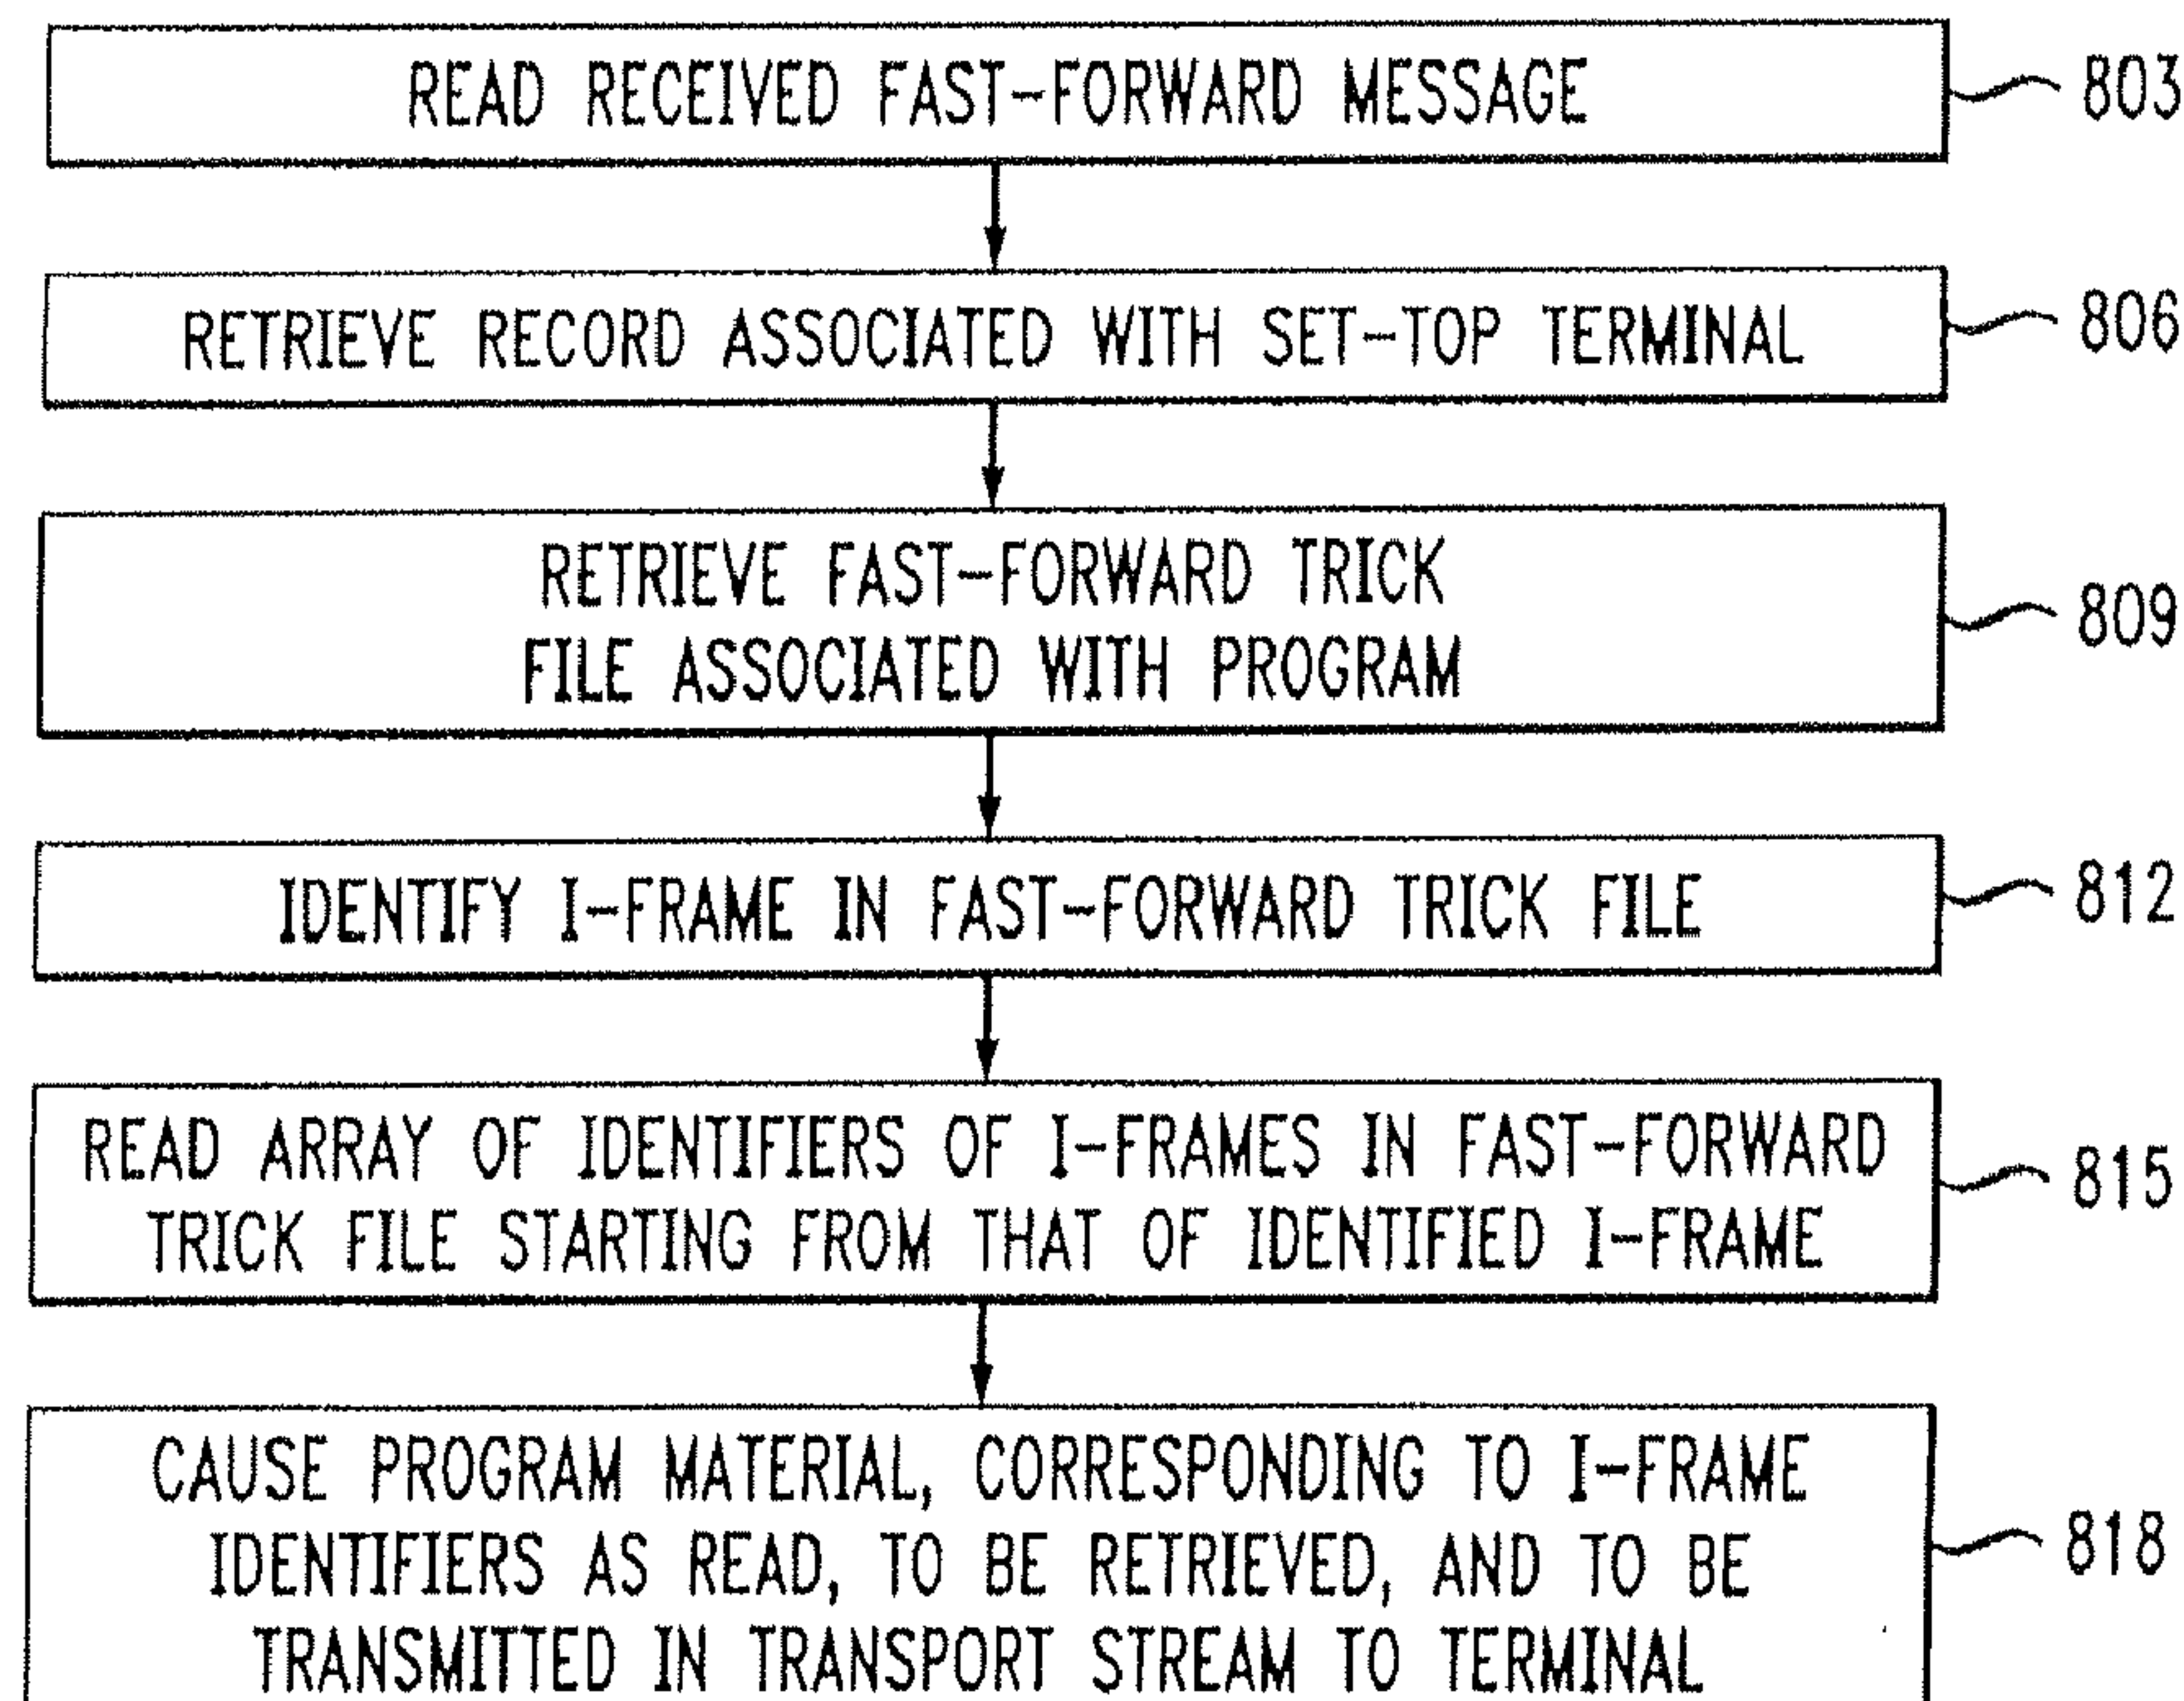 READ RECEIVED FAST-FORWARD MESSAGE
803
RETRIEVE RECORD ASSOCIATED WITH SET-TOP TERMINAL
806
RETRIEVE FAST-FORWARD TRICK
FILE ASSOCIATED WITH PROGRAM
809
IDENTIFY I-FRAME IN FAST-FORWARD TRICK FILE
812
READ ARRAY OF IDENTIFIERS OF I-FRAMES IN FAST-FORWARD
TRICK FILE STARTING FROM THAT OF IDENTIFIED I-FRAME
815
CAUSE PROGRAM MATERIAL, CORRESPONDING TO I-FRAME
IDENTIFIERS AS READ, TO BE RETRIEVED, AND TO BE
TRANSMITTED IN TRANSPORT STREAM TO TERMINAL
818